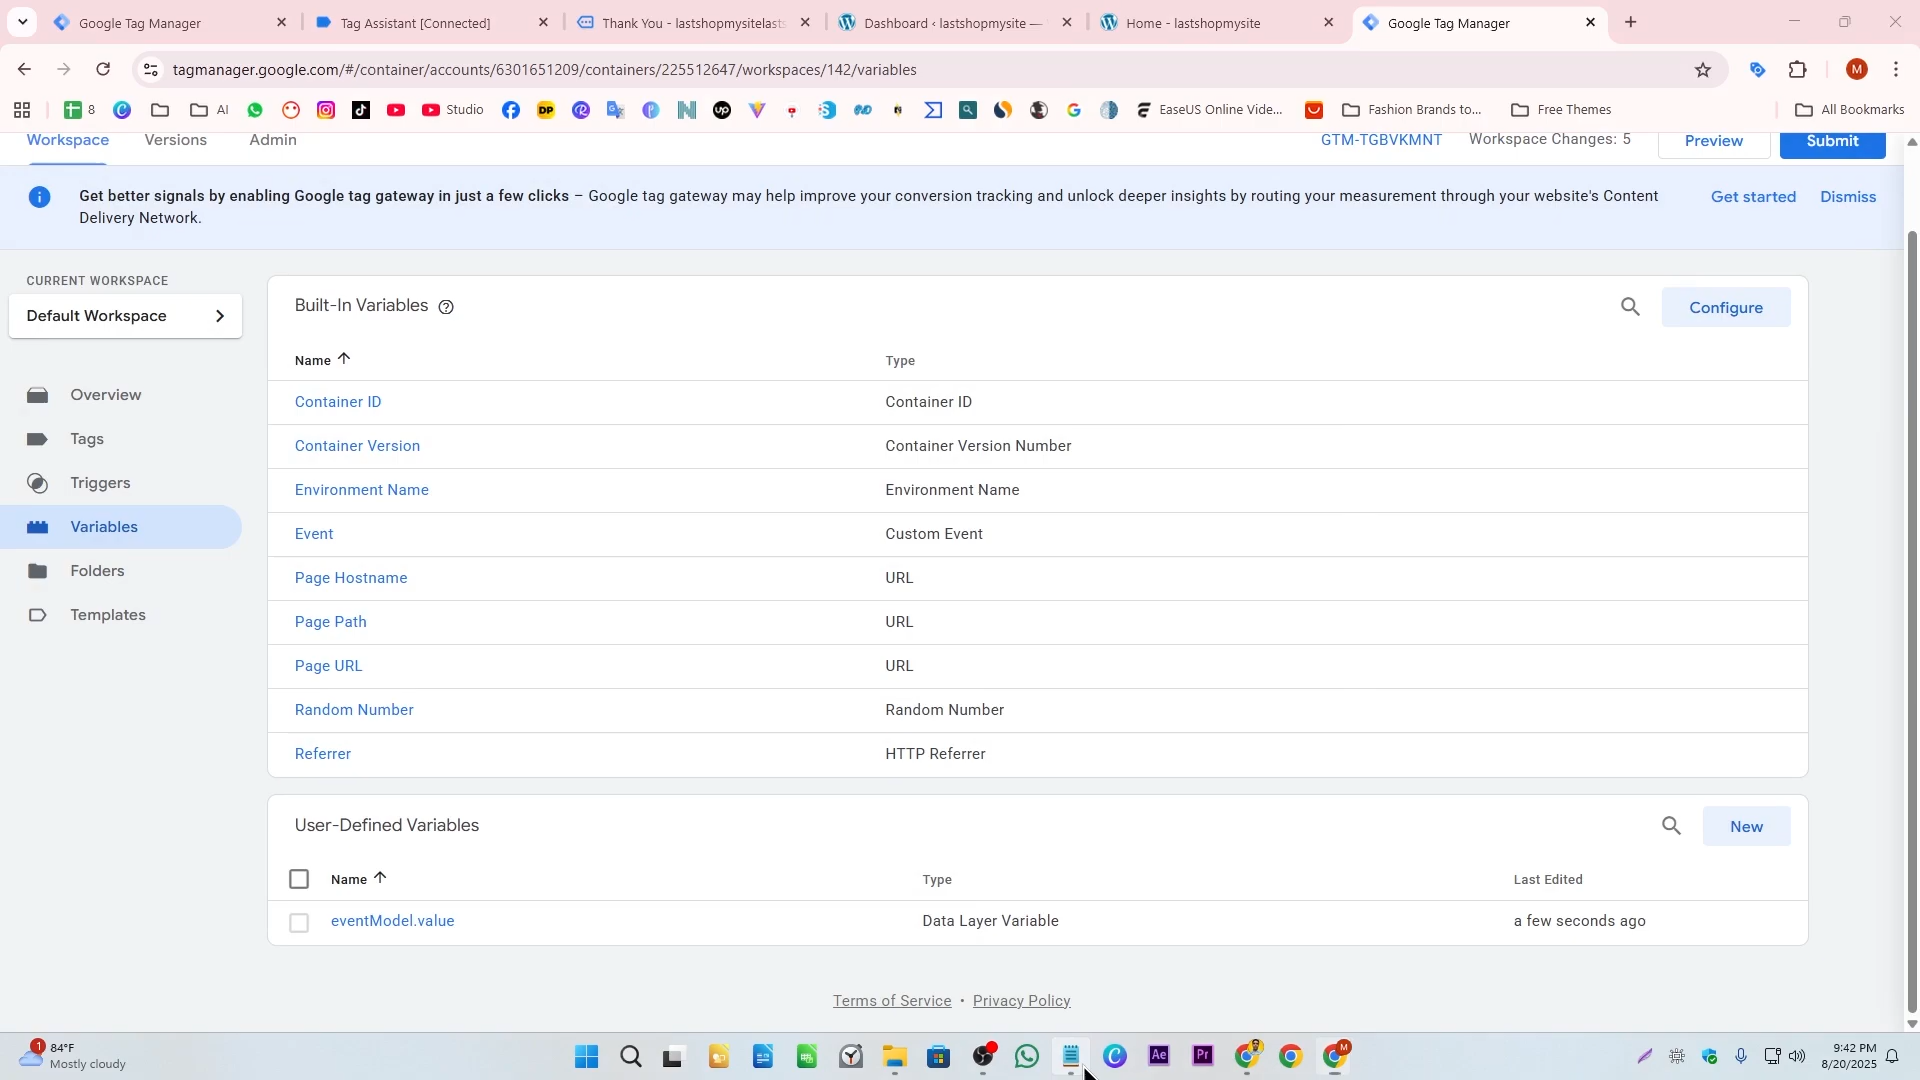 Google Tag Manager
Tag Assistant [Connected]
Thank You - lastshopmysitelasts
Dashboard ‹ lastshopmysite —
Home - lastshopmysite
Google Tag Manager
tagmanager.google.com/#/container/accounts/6301651209/containers/225512647/workspaces/142/variables
M
8
AI
Studio
DP
up
EaseUS Online Vide...
Fashion Brands to...
Free Themes
All Bookmarks
Workspace
Versions
Admin
GTM-TGBVKMNT
Workspace Changes: 5
Preview
Submit
Get better signals by enabling Google tag gateway in just a few clicks – Google tag gateway may help improve your conversion tracking and unlock deeper insights by routing your measurement through your website's Content
Delivery Network.
Get started
Dismiss
CURRENT WORKSPACE
Default Workspace
Overview
Tags
Triggers
Variables
Folders
Templates
Built-In Variables
Configure
Name
Type
Container ID
Container ID
Container Version
Container Version Number
Environment Name
Environment Name
Event
Custom Event
Page Hostname
URL
Page Path
URL
Page URL
URL
Random Number
Random Number
Referrer
HTTP Referrer
User-Defined Variables
New
Name
Type
Last Edited
eventModel.value
Data Layer Variable
a few seconds ago
Terms of Service • Privacy Policy
1
84°F
Mostly cloudy
Ae
Pr
M
9:42 PM
8/20/2025